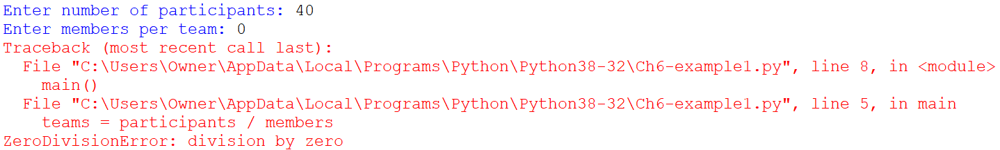 Enter number of participants: 40
Enter members per team: 0
Traceback (most recent call last):
  File "C:\Users\Owner\AppData\Local\Programs\Python\Python38-32\Ch6-example1.py", line 8, in <module>
    main()
  File "C:\Users\Owner\AppData\Local\Programs\Python\Python38-32\Ch6-example1.py", line 5, in main
    teams = participants / members
ZeroDivisionError: division by zero